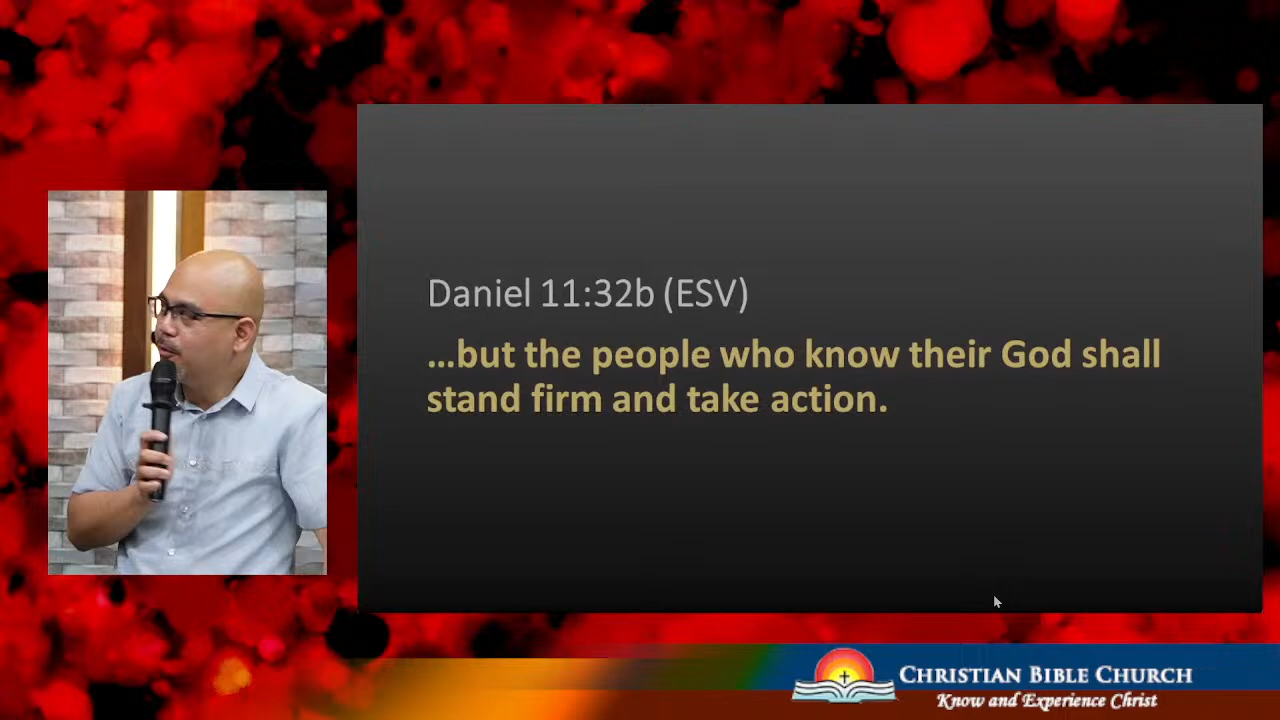 Daniel 11:32b (ESV)
...but the people who know their God shall
stand firm and take action.
CHRISTIAN BIBLE CHURCH
Know and Experience Christ